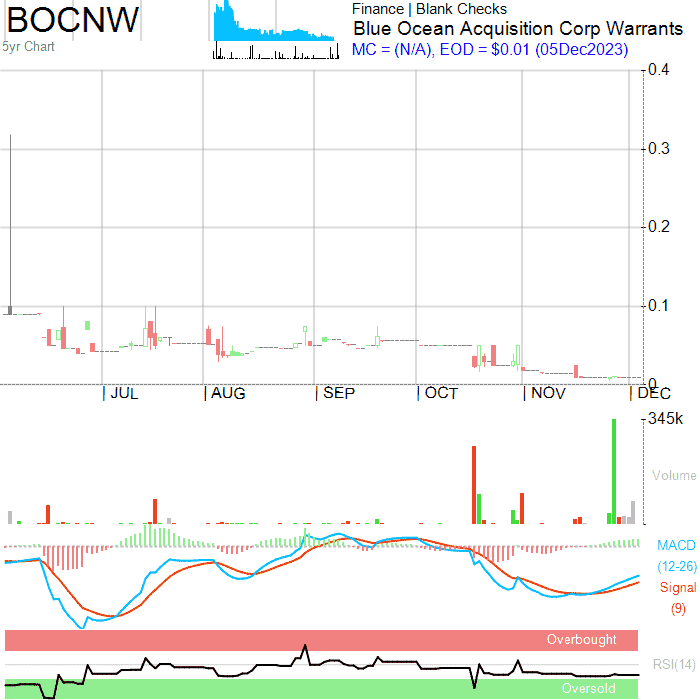 BOCNW
5yr Chart
Finance | Blank Checks
Blue Ocean Acquisition Corp Warrants
MC = (N/A), EOD = $0.01 (05Dec2023)
0.4
0.3
0.2
0.1
0
JUL AUG SEP OCT NOV DEC
345k
Volume
MACD
(12-26)
Signal
(9)
Overbought
RSI(14)
Oversold